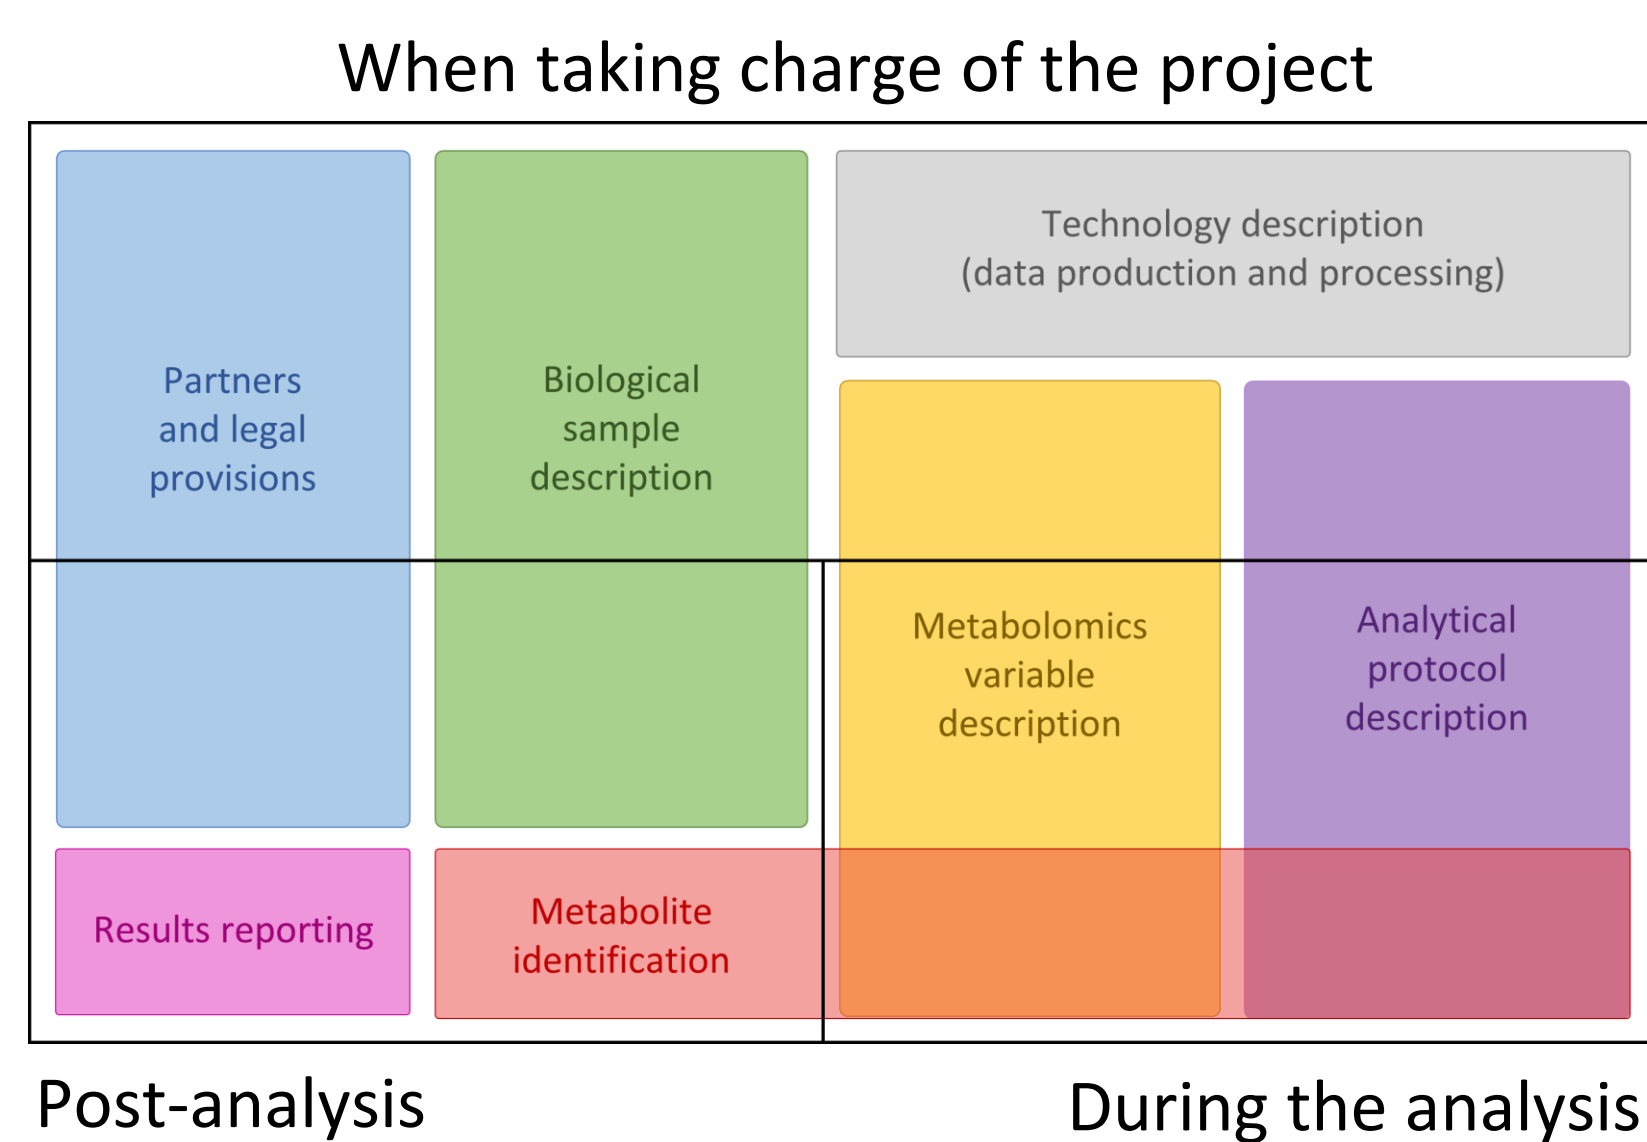 When taking charge of the project
Technology description
(data production and processing)
Partners
and legal
provisions
Biological
sample
description
Metabolomics
variable
description
Analytical
protocol
description
Results reporting
Metabolite
identification
Post-analysis
During the analysis